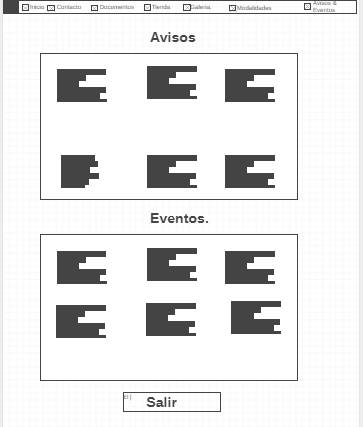 Inicio Contacto Documentos Tienda Galeria. Modalidades Avisos &
Eventos
Avisos
Eventos.
Salir